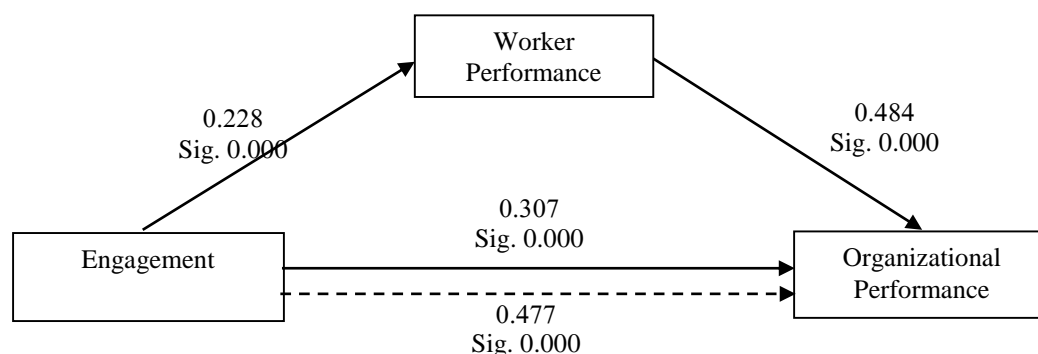 Worker
Performance
0.228
Sig. 0.000
0.484
Sig. 0.000
0.307
Sig. 0.000
Engagement
Organizational
Performance
0.477
Sig. 0.000